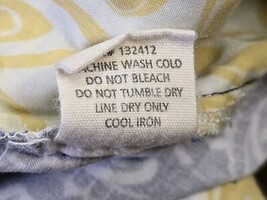 # 132412
ACHINE WASH COLD
DO NOT BLEACH
DO NOT TUMBLE DRY
LINE DRY ONLY
COOL IRON